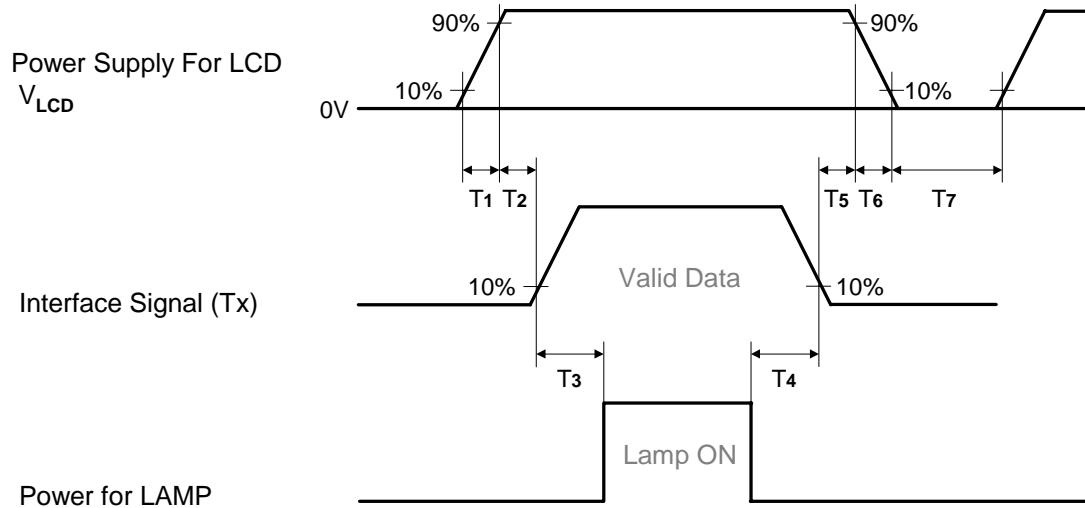 90% 90%
Power Supply For LCD
VLCD
10% 10%
0V
T1 T2 T5 T6 T7
Valid Data
10% 10%
Interface Signal (Tx)
T3 T4
Lamp ON
Power for LAMP